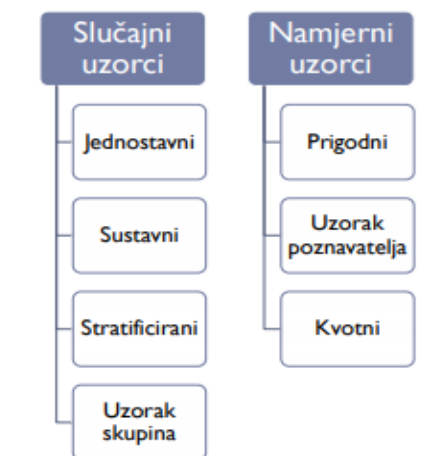 Slučajni
uzorci
Jednostavni
Sustavni
Stratificirani
Uzorak
skupina
Namjerni
uzorci
Prigodni
Uzorak
poznavatelja
Kvotni